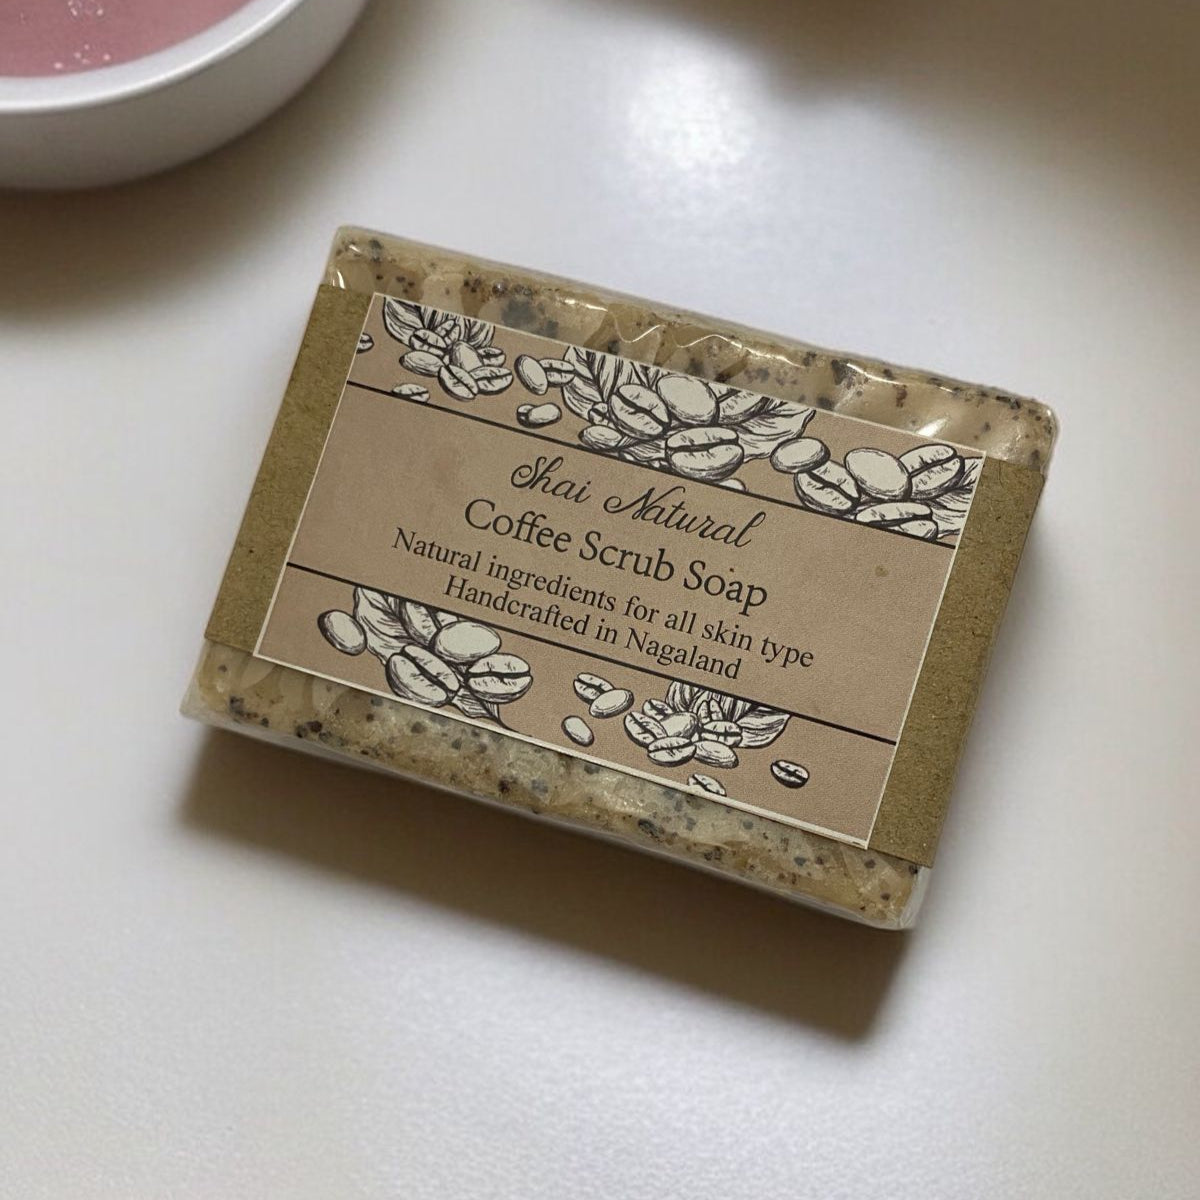 Shai Natural
Coffee Scrub Soap
Natural ingredients for all skin type
Handcrafted in Nagaland